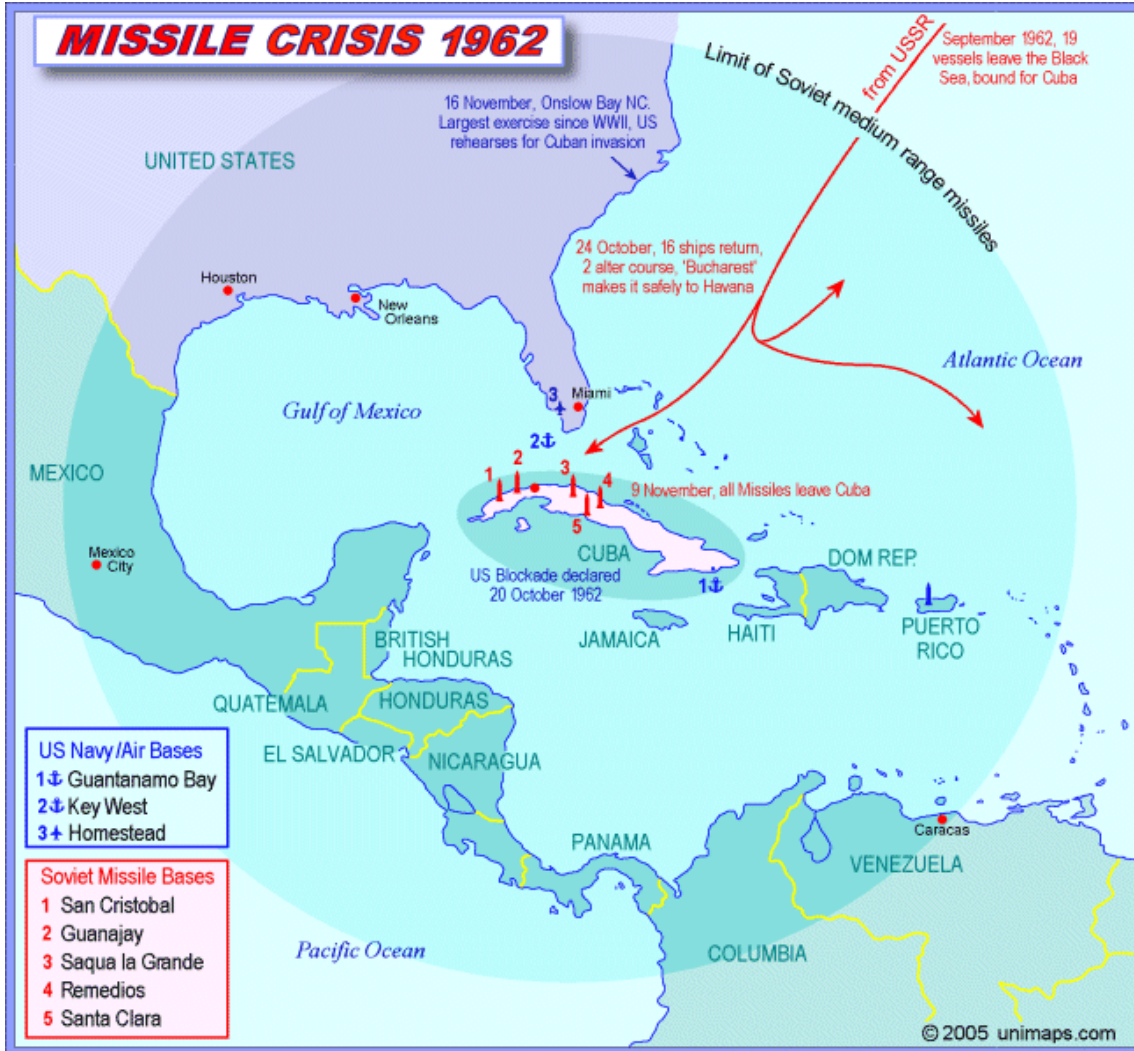 MISSILE CRISIS 1962
September 1962, 19
vessels leave the Black
Sea, bound for Cuba
from USSR
Limit of Soviet medium range missiles
16 November, Onslow Bay NC.
Largest exercise since WWII, US
rehearses for Cuban invasion
UNITED STATES
24 October, 16 ships return,
2 alter course, 'Bucharest'
makes it safely to Havana
Houston
New
Orleans
Atlantic Ocean
Gulf of Mexico
3
Miami
2
MEXICO
1
2
3
4
5
9 November, all Missiles leave Cuba
Mexico
City
CUBA
US Blockade declared
20 October 1962
1
DOM REP.
JAMAICA
HAITI
PUERTO
RICO
BRITISH
HONDURAS
QUATEMALA
HONDURAS
EL SALVADOR
NICARAGUA
US Navy/Air Bases
1 Guantanamo Bay
2 Key West
3 Homestead
PANAMA
Caracas
VENEZUELA
Soviet Missile Bases
1 San Cristobal
2 Guanajay
3 Saqua la Grande
4 Remedios
5 Santa Clara
Pacific Ocean
COLUMBIA
© 2005 unimaps.com